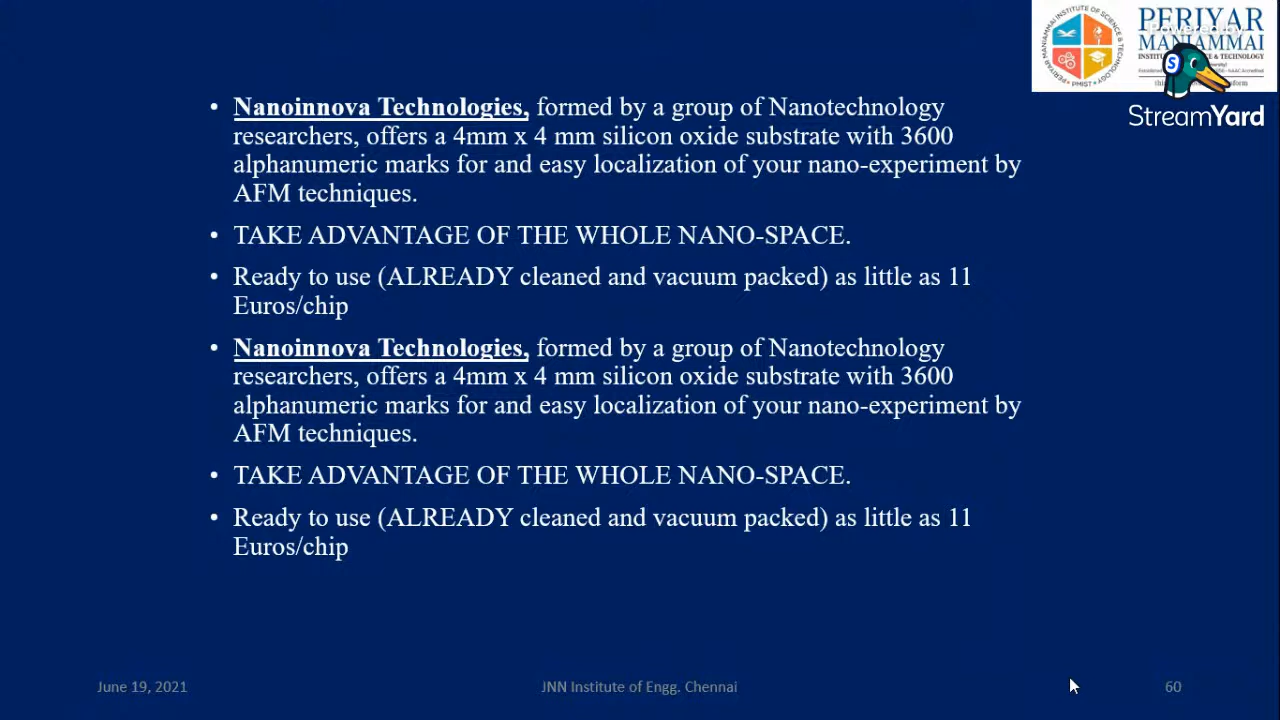 PERIYAR
MANIAMMAI
Powered by
StreamYard
• Nanoinnova Technologies, formed by a group of Nanotechnology
researchers, offers a 4mm x 4 mm silicon oxide substrate with 3600
alphanumeric marks for and easy localization of your nano-experiment by
AFM techniques.
• TAKE ADVANTAGE OF THE WHOLE NANO-SPACE.
• Ready to use (ALREADY cleaned and vacuum packed) as little as 11
Euros/chip
• Nanoinnova Technologies, formed by a group of Nanotechnology
researchers, offers a 4mm x 4 mm silicon oxide substrate with 3600
alphanumeric marks for and easy localization of your nano-experiment by
AFM techniques.
• TAKE ADVANTAGE OF THE WHOLE NANO-SPACE.
• Ready to use (ALREADY cleaned and vacuum packed) as little as 11
Euros/chip
June 19, 2021
JNN Institute of Engg. Chennai
60